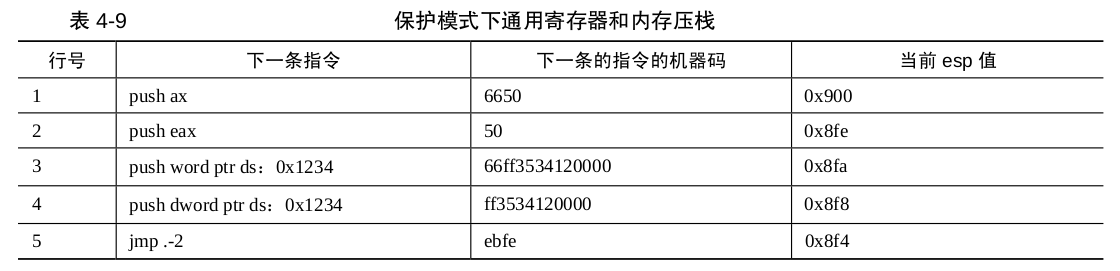 表 4-9 保护模式下通用寄存器和内存压栈
行号 下一条指令 下一条的指令的机器码 当前 esp 值
1 push ax 6650 0x900
2 push eax 50 0x8fe
3 push word ptr ds：0x1234 66ff3534120000 0x8fa
4 push dword ptr ds：0x1234 ff3534120000 0x8f8
5 jmp .-2 ebfe 0x8f4